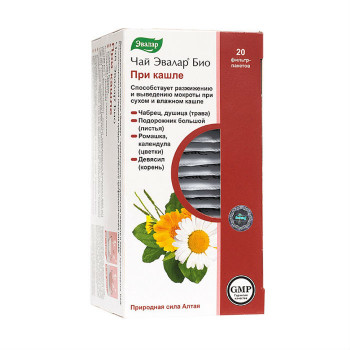 Эвалар
Чай Эвалар Био
При кашле
Способствует разжижению
и выведению мокроты при
сухом и влажном кашле
• Чабрец, душица (трава)
• Подорожник большой
(листья)
• Ромашка,
календула
(цветки)
• Девясил
(корень)
20
фильтр-
пакетов
GMP
Природная сила Алтая